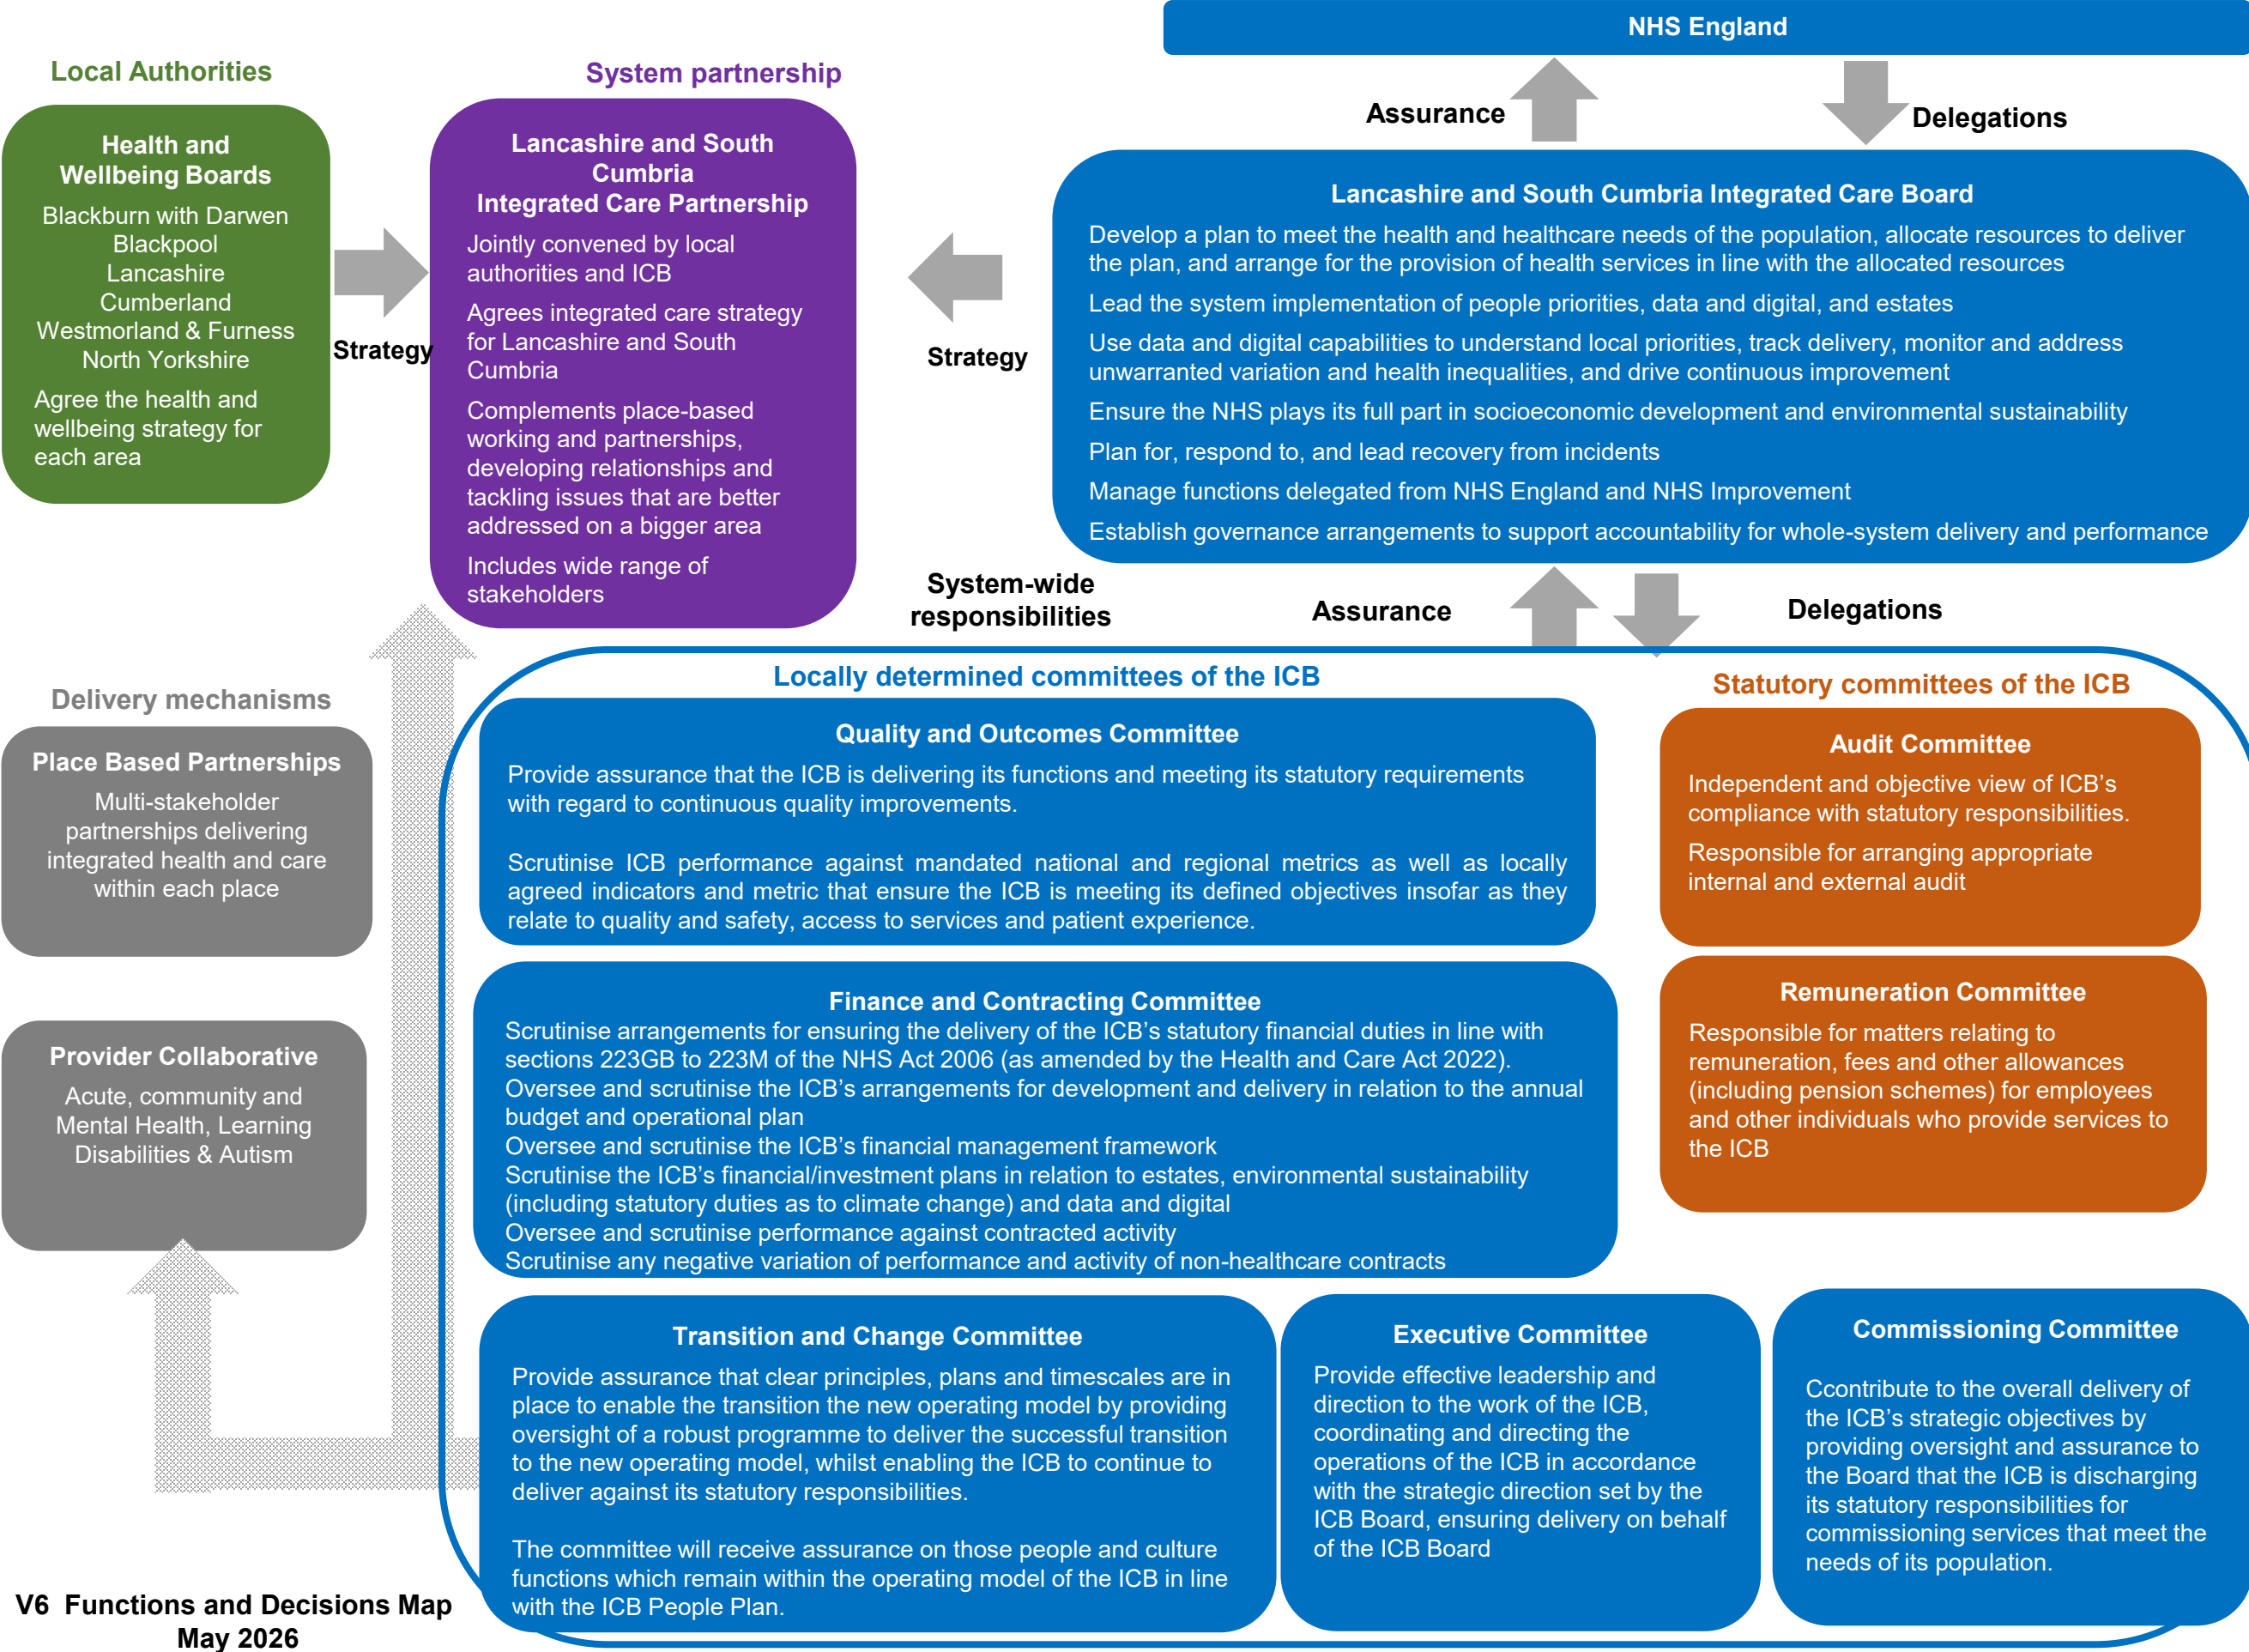 NHS England
Local Authorities
System partnership
Assurance
Delegations
Health and
Wellbeing Boards
Blackburn with Darwen
Blackpool
Lancashire
Cumberland
Westmorland & Furness
North Yorkshire
Agree the health and
wellbeing strategy for
each area
Strategy
Lancashire and South
Cumbria
Integrated Care Partnership
Jointly convened by local
authorities and ICB
Agrees integrated care strategy
for Lancashire and South
Cumbria
Complements place-based
working and partnerships,
developing relationships and
tackling issues that are better
addressed on a bigger area
Includes wide range of
stakeholders
Strategy
Lancashire and South Cumbria Integrated Care Board
Develop a plan to meet the health and healthcare needs of the population, allocate resources to deliver
the plan, and arrange for the provision of health services in line with the allocated resources
Lead the system implementation of people priorities, data and digital, and estates
Use data and digital capabilities to understand local priorities, track delivery, monitor and address
unwarranted variation and health inequalities, and drive continuous improvement
Ensure the NHS plays its full part in socioeconomic development and environmental sustainability
Plan for, respond to, and lead recovery from incidents
Manage functions delegated from NHS England and NHS Improvement
Establish governance arrangements to support accountability for whole-system delivery and performance
System-wide
responsibilities
Assurance
Delegations
Delivery mechanisms
Place Based Partnerships
Multi-stakeholder
partnerships delivering
integrated health and care
within each place
Provider Collaborative
Acute, community and
Mental Health, Learning
Disabilities & Autism
Locally determined committees of the ICB
Quality and Outcomes Committee
Provide assurance that the ICB is delivering its functions and meeting its statutory requirements
with regard to continuous quality improvements.
Scrutinise ICB performance against mandated national and regional metrics as well as locally
agreed indicators and metric that ensure the ICB is meeting its defined objectives insofar as they
relate to quality and safety, access to services and patient experience.
Statutory committees of the ICB
Audit Committee
Independent and objective view of ICB’s
compliance with statutory responsibilities.
Responsible for arranging appropriate
internal and external audit
Finance and Contracting Committee
Scrutinise arrangements for ensuring the delivery of the ICB’s statutory financial duties in line with
sections 223GB to 223M of the NHS Act 2006 (as amended by the Health and Care Act 2022).
Oversee and scrutinise the ICB’s arrangements for development and delivery in relation to the annual
budget and operational plan
Oversee and scrutinise the ICB’s financial management framework
Scrutinise the ICB’s financial/investment plans in relation to estates, environmental sustainability
(including statutory duties as to climate change) and data and digital
Oversee and scrutinise performance against contracted activity
Scrutinise any negative variation of performance and activity of non-healthcare contracts
Remuneration Committee
Responsible for matters relating to
remuneration, fees and other allowances
(including pension schemes) for employees
and other individuals who provide services to
the ICB
Transition and Change Committee
Provide assurance that clear principles, plans and timescales are in
place to enable the transition the new operating model by providing
oversight of a robust programme to deliver the successful transition
to the new operating model, whilst enabling the ICB to continue to
deliver against its statutory responsibilities.
The committee will receive assurance on those people and culture
functions which remain within the operating model of the ICB in line
with the ICB People Plan.
Executive Committee
Provide effective leadership and
direction to the work of the ICB,
coordinating and directing the
operations of the ICB in accordance
with the strategic direction set by the
ICB Board, ensuring delivery on behalf
of the ICB Board
Commissioning Committee
Ccontribute to the overall delivery of
the ICB’s strategic objectives by
providing oversight and assurance to
the Board that the ICB is discharging
its statutory responsibilities for
commissioning services that meet the
needs of its population.
V6 Functions and Decisions Map
May 2026